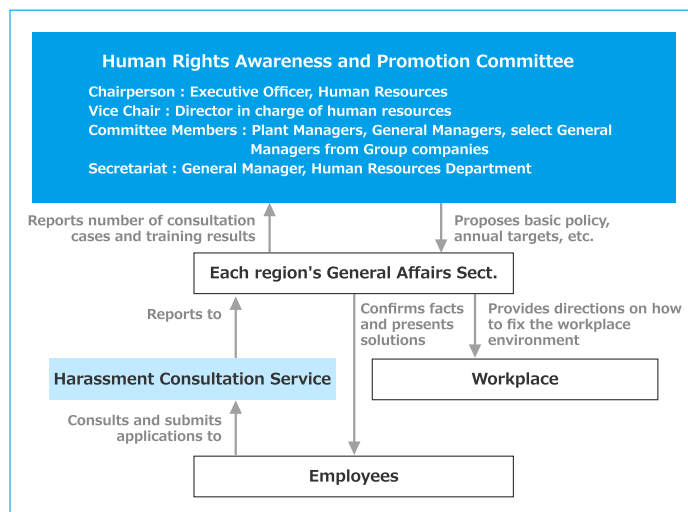 Human Rights Awareness and Promotion Committee
Chairperson : Executive Officer, Human Resources
Vice Chair : Director in charge of human resources
Committee Members : Plant Managers, General Managers, select General
Managers from Group companies
Secretariat : General Manager, Human Resources Department
Reports number of consultation
cases and training results
Proposes basic policy,
annual targets, etc.
Each region's General Affairs Sect.
Reports to
Confirms facts
and presents
solutions
Provides directions on how
to fix the workplace
environment
Harassment Consultation Service
Workplace
Consults and submits
applications to
Employees